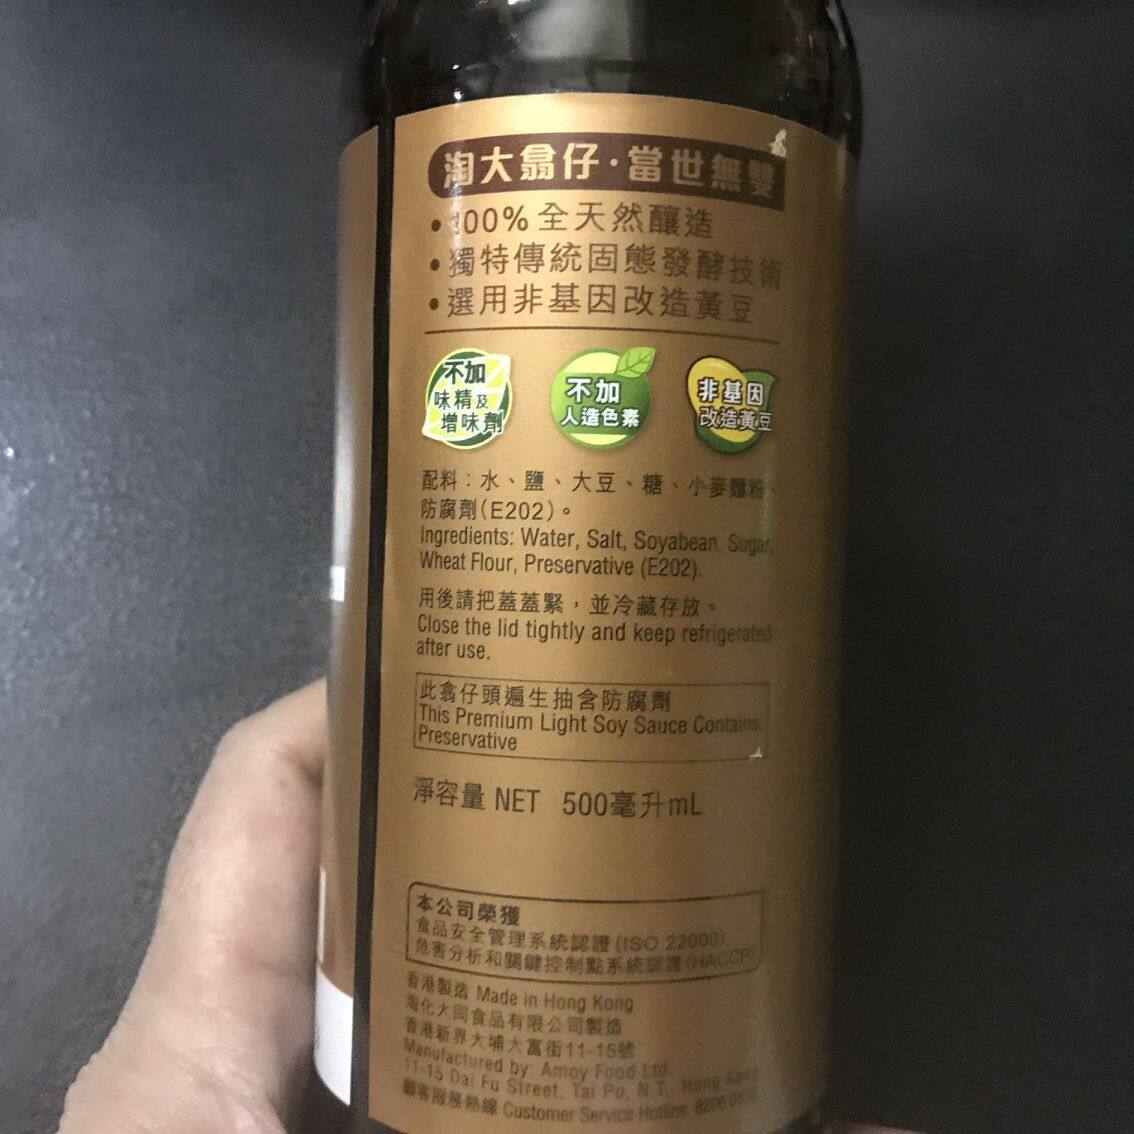 淘大翕仔·當世無雙
• 100% 全天然釀造
• 獨特傳統固態發酵技術
• 選用非基因改造黃豆
不加
味精及
增味劑
不加
人造色素
非基因
改造黃豆
配料：水、鹽、大豆、糖、小麥麵粉、
防腐劑(E202)。
Ingredients: Water, Salt, Soyabean, Sugar,
Wheat Flour, Preservative (E202).
用後請把蓋蓋緊，並冷藏存放。
Close the lid tightly and keep refrigerated
after use.
此翕仔頭遍生抽含防腐劑
This Premium Light Soy Sauce Contains
Preservative
淨容量 NET 500毫升mL
本公司榮獲
食品安全管理系統認證(ISO 22000)
危害分析和關鍵控制點系統認證(HACCP)
香港製造 Made in Hong Kong
淘化大同食品有限公司製造
香港新界大埔大富街11-15號
Manufactured by: Amoy Food Ltd.
11-15 Dai Fu Street, Tai Po, N.T., Hong Kong
顧客服務熱線 Customer Service Hotline: 8206